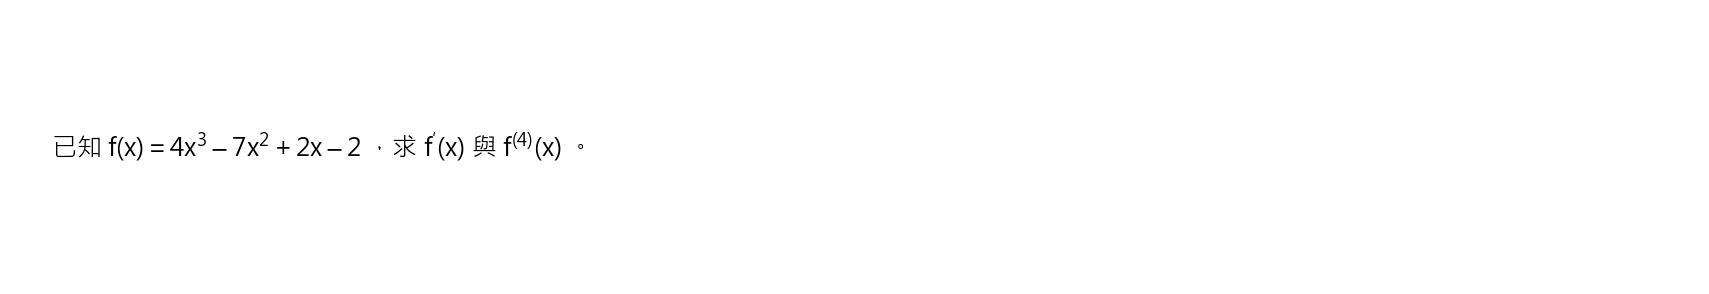 已知 f(x) = 4x³ – 7x² + 2x – 2 ，求 f′(x) 與 f⁽⁴⁾(x) 。